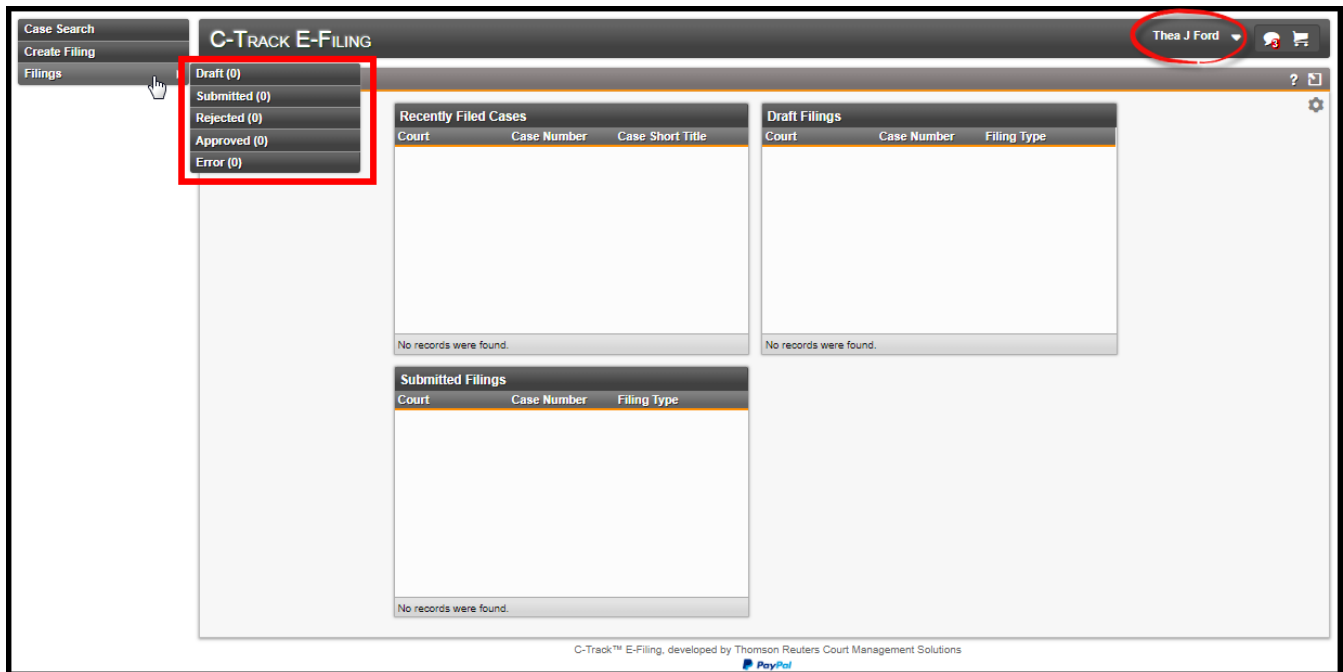 Case Search
Create Filing
Filings
C-Track E-Filing
Thea J Ford
3
Draft (0)
Submitted (0)
Rejected (0)
Approved (0)
Error (0)
?
Recently Filed Cases
Court Case Number Case Short Title
No records were found.
Draft Filings
Court Case Number Filing Type
No records were found.
Submitted Filings
Court Case Number Filing Type
No records were found.
C-Track™ E-Filing, developed by Thomson Reuters Court Management Solutions
PayPal